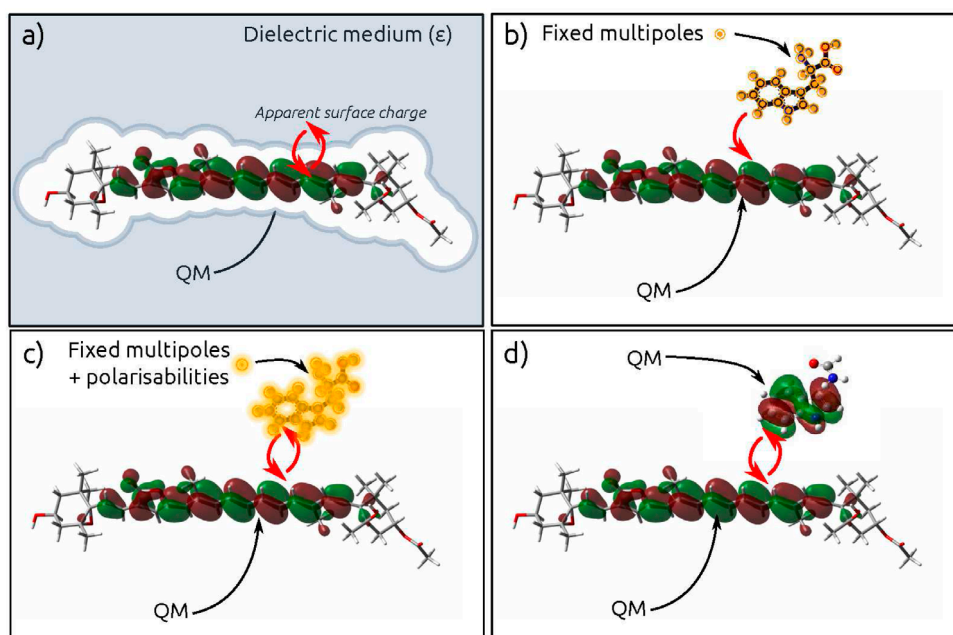 a)
Dielectric medium (ε)
Apparent surface charge
QM
b)
Fixed multipoles
QM
c)
Fixed multipoles
+ polarisabilities
QM
d)
QM
QM